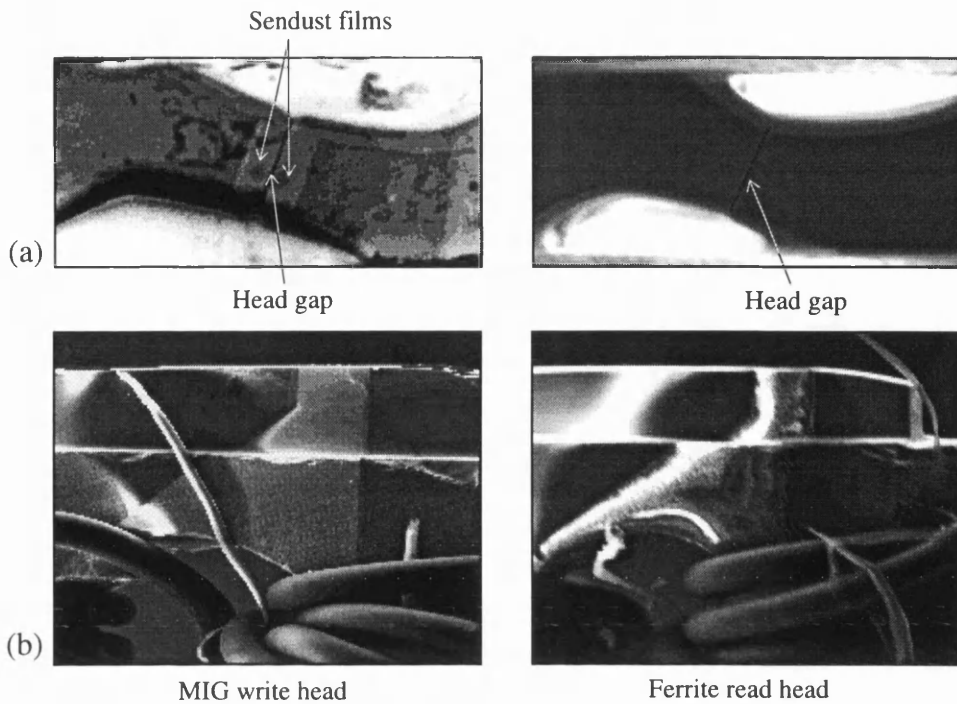 Sendust films
(a)
Head gap
Head gap
(b)
MIG write head
Ferrite read head